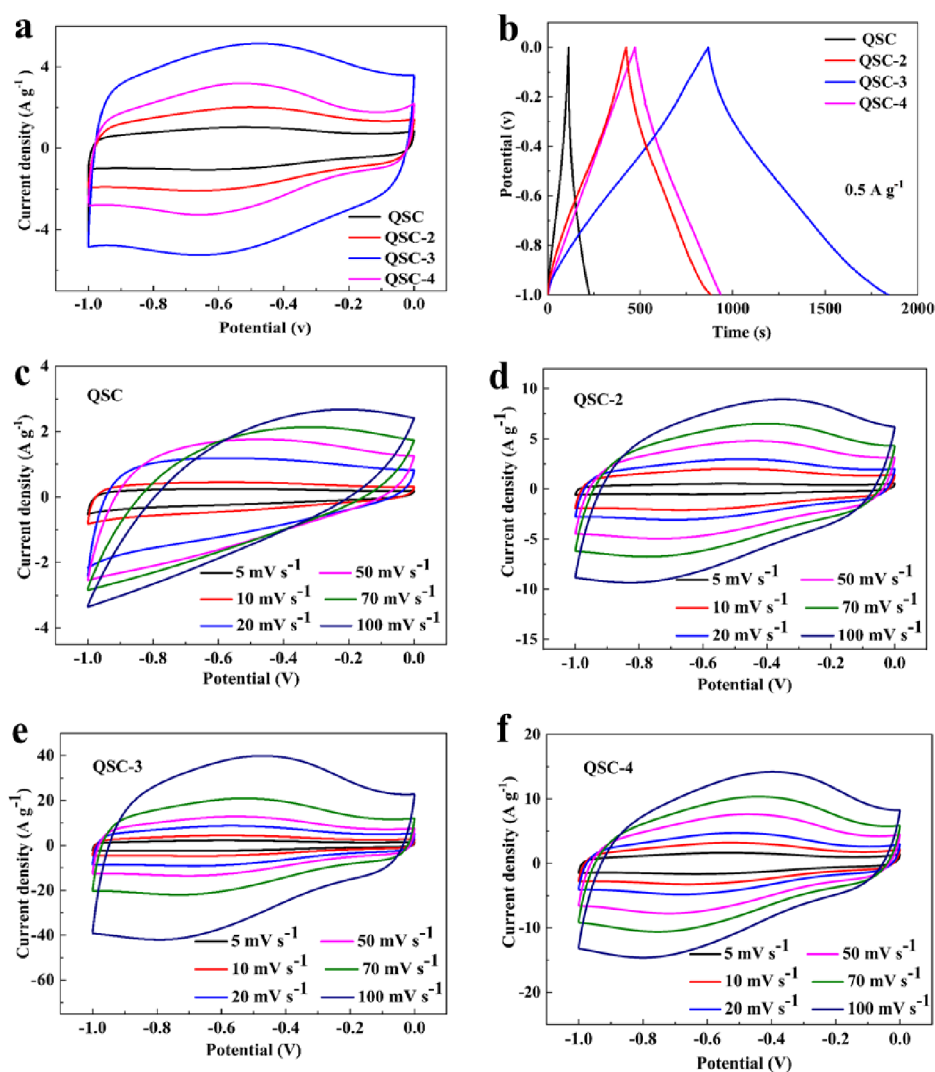 a
4
0
-4
Current density (A g⁻¹)
QSC
QSC-2
QSC-3
QSC-4
-1.0 -0.8 -0.6 -0.4 -0.2 0.0
Potential (v)
b
0.0
-0.2
-0.4
-0.6
-0.8
-1.0
Potential (v)
QSC
QSC-2
QSC-3
QSC-4
0.5 A g⁻¹
0 500 1000 1500 2000
Time (s)
c
4
2
0
-2
-4
Current density (A g⁻¹)
QSC
5 mV s⁻¹ 50 mV s⁻¹
10 mV s⁻¹ 70 mV s⁻¹
20 mV s⁻¹ 100 mV s⁻¹
-1.0 -0.8 -0.6 -0.4 -0.2 0.0
Potential (V)
d
10
5
0
-5
-10
-15
Current density (A g⁻¹)
QSC-2
5 mV s⁻¹ 50 mV s⁻¹
10 mV s⁻¹ 70 mV s⁻¹
20 mV s⁻¹ 100 mV s⁻¹
-1.0 -0.8 -0.6 -0.4 -0.2 0.0
Potential (V)
e
40
20
0
-20
-40
-60
Current density (A g⁻¹)
QSC-3
5 mV s⁻¹ 50 mV s⁻¹
10 mV s⁻¹ 70 mV s⁻¹
20 mV s⁻¹ 100 mV s⁻¹
-1.0 -0.8 -0.6 -0.4 -0.2 0.0
Potential (V)
f
20
10
0
-10
-20
Current density (A g⁻¹)
QSC-4
5 mV s⁻¹ 50 mV s⁻¹
10 mV s⁻¹ 70 mV s⁻¹
20 mV s⁻¹ 100 mV s⁻¹
-1.0 -0.8 -0.6 -0.4 -0.2 0.0
Potential (V)